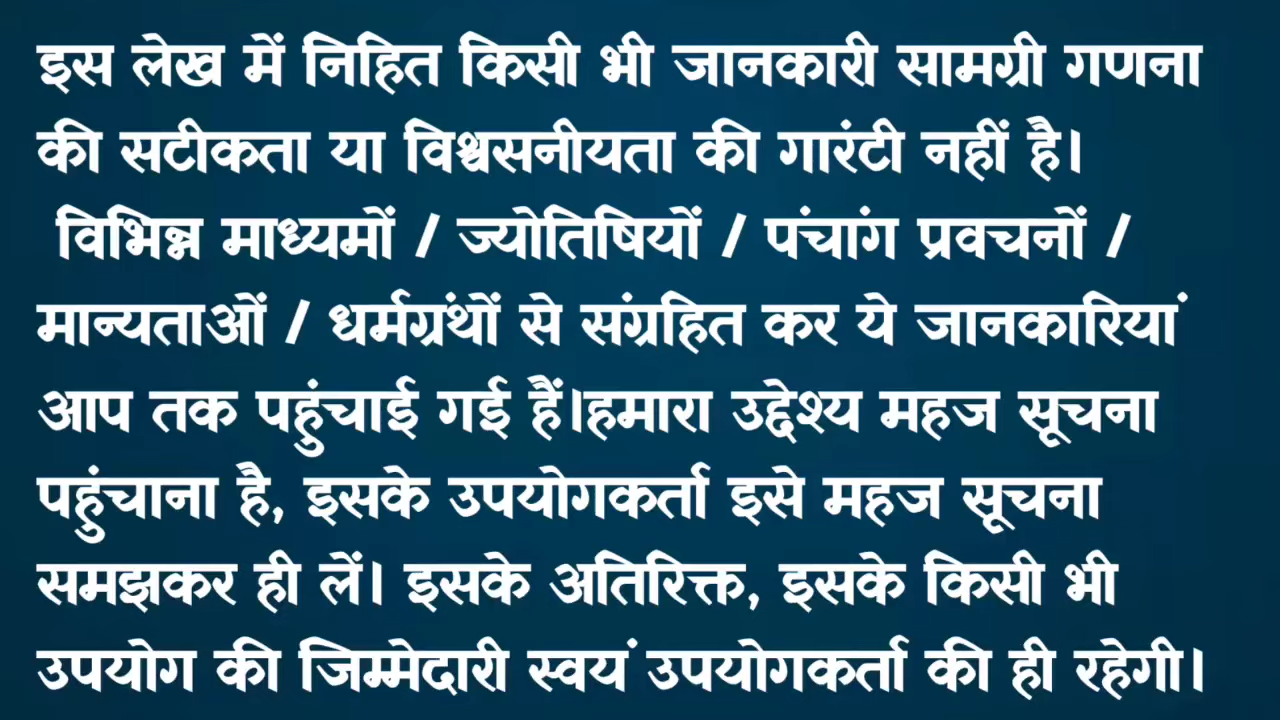 इस लेख में निहित किसी भी जानकारी सामग्री गणना
की सटीकता या विश्वसनीयता की गारंटी नहीं है।
विभिन्न माध्यमों / ज्योतिषियों / पंचांग प्रवचनों /
मान्यताओं / धर्मग्रंथों से संग्रहित कर ये जानकारियां
आप तक पहुंचाई गई हैं।हमारा उद्देश्य महज सूचना
पहुंचाना है, इसके उपयोगकर्ता इसे महज सूचना
समझकर ही लें। इसके अतिरिक्त, इसके किसी भी
उपयोग की जिम्मेदारी स्वयं उपयोगकर्ता की ही रहेगी।